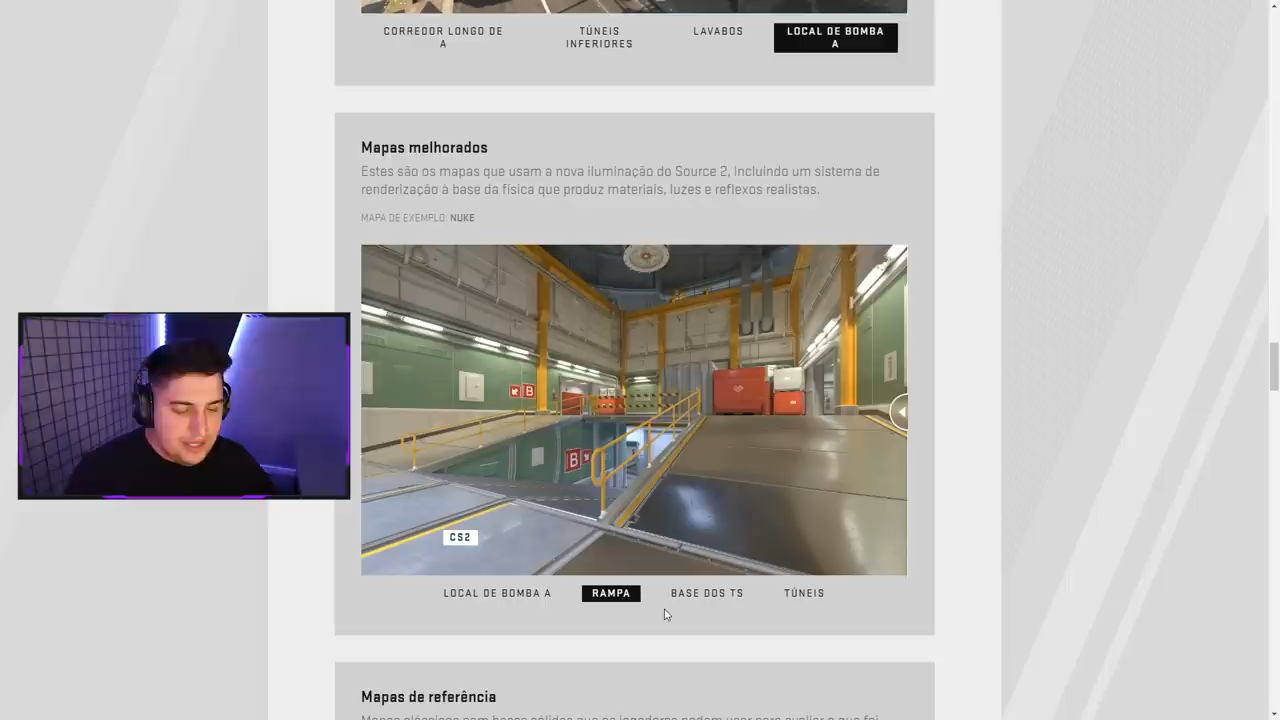 CORREDOR LONGO DE
A
TÚNEIS
INFERIORES
LAVABOS
LOCAL DE BOMBA
A
Mapas melhorados
Estes são os mapas que usam a nova iluminação do Source 2, incluindo um sistema de
renderização à base da física que produz materiais, luzes e reflexos realistas.
MAPA DE EXEMPLO: NUKE
B
B
CS2
LOCAL DE BOMBA A
RAMPA
BASE DOS TS
TÚNEIS
Mapas de referência